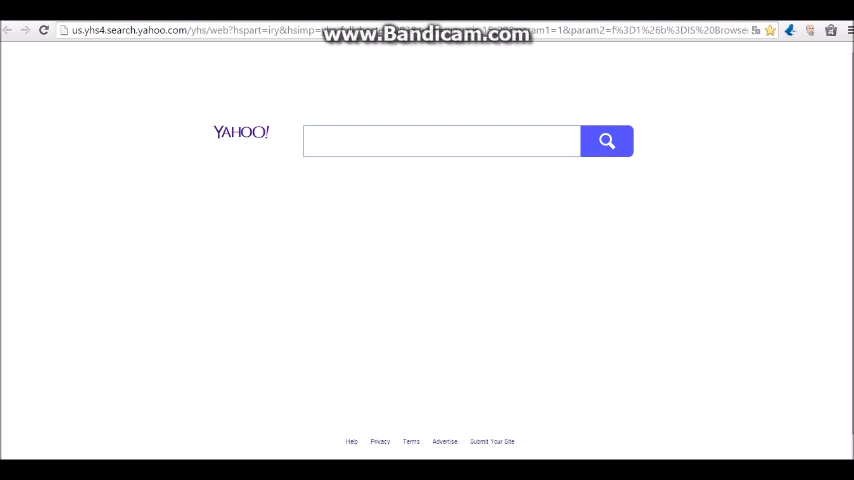 www.Bandicam.com
us.yhs4.search.yahoo.com/yhs/web?hspart=iry&hsimp= param1=1&param2=f%3D1%26b%3DIS%20Browse
YAHOO!
Help Privacy Terms Advertise Submit Your Site